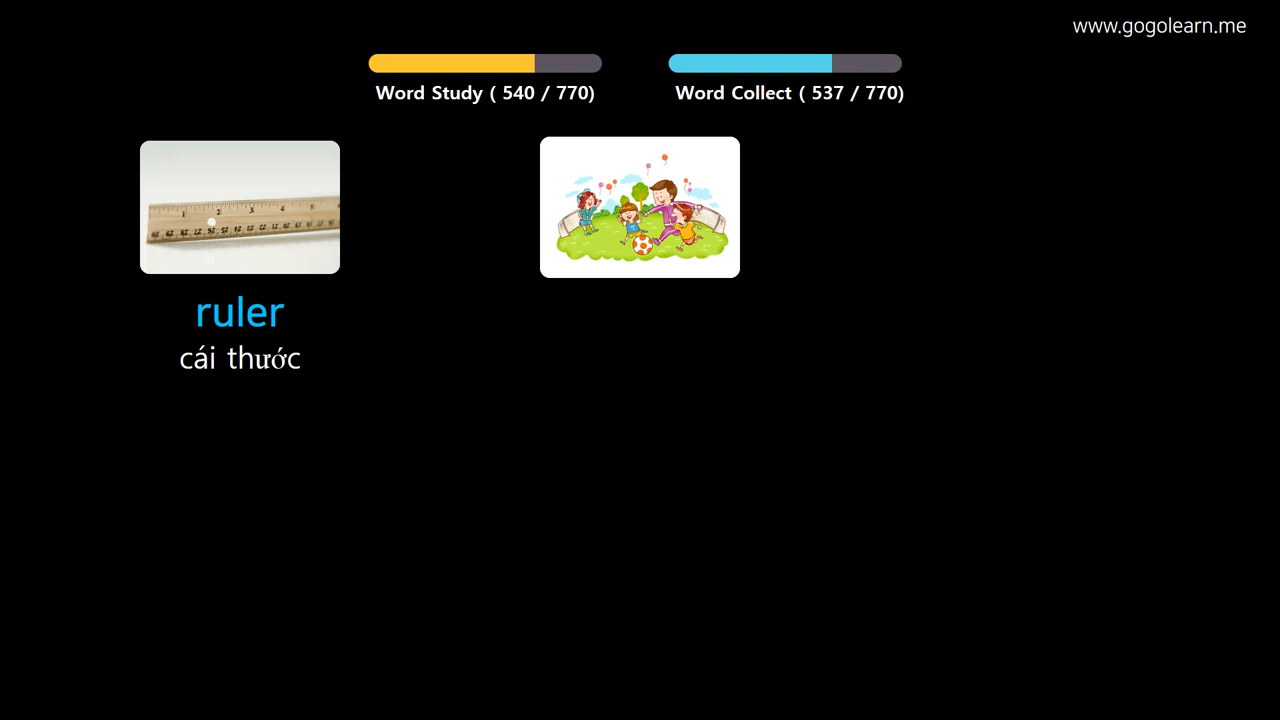 www.gogolearn.me
Word Study ( 540 / 770)
Word Collect ( 537 / 770)
ruler
cái thước